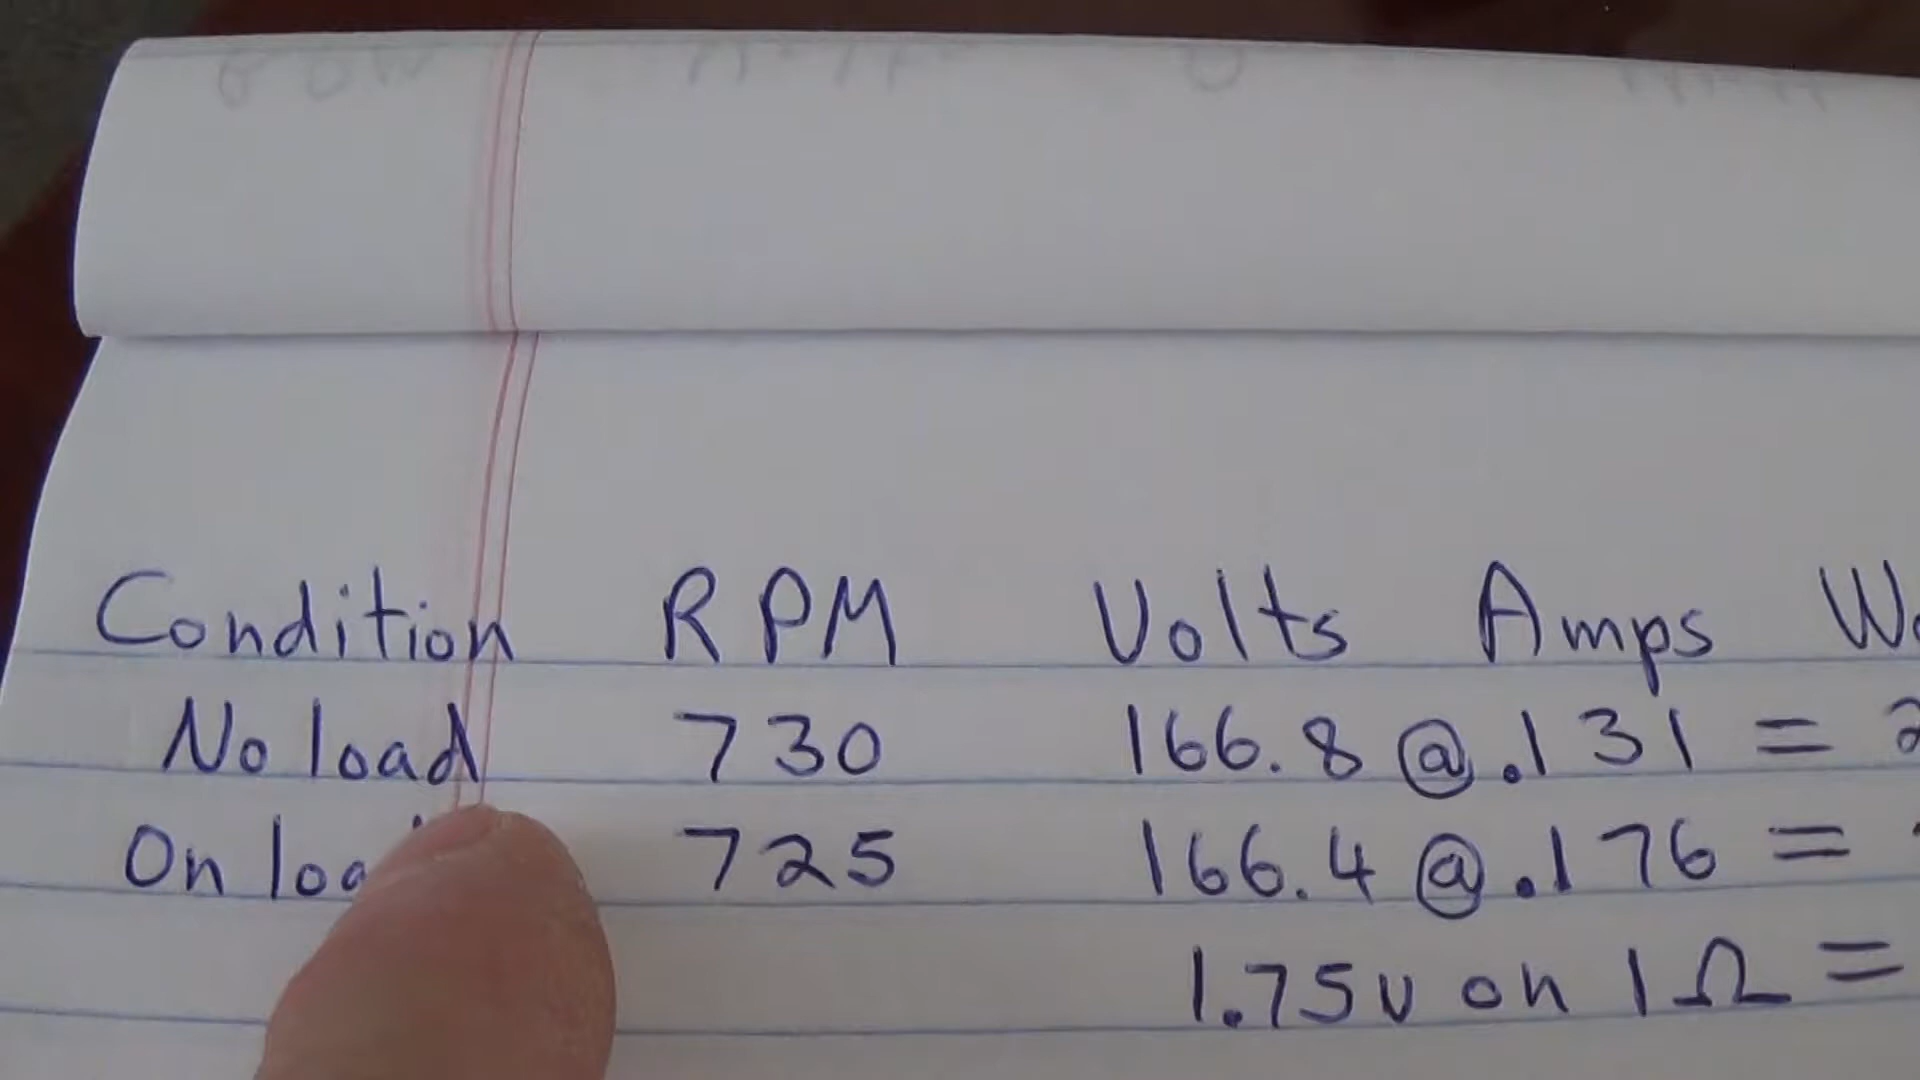 Condition RPM Volts Amps
No load 730 166.8 @ .131 =
On 725 166.4 @ .176 =
1.75v on 1Ω =